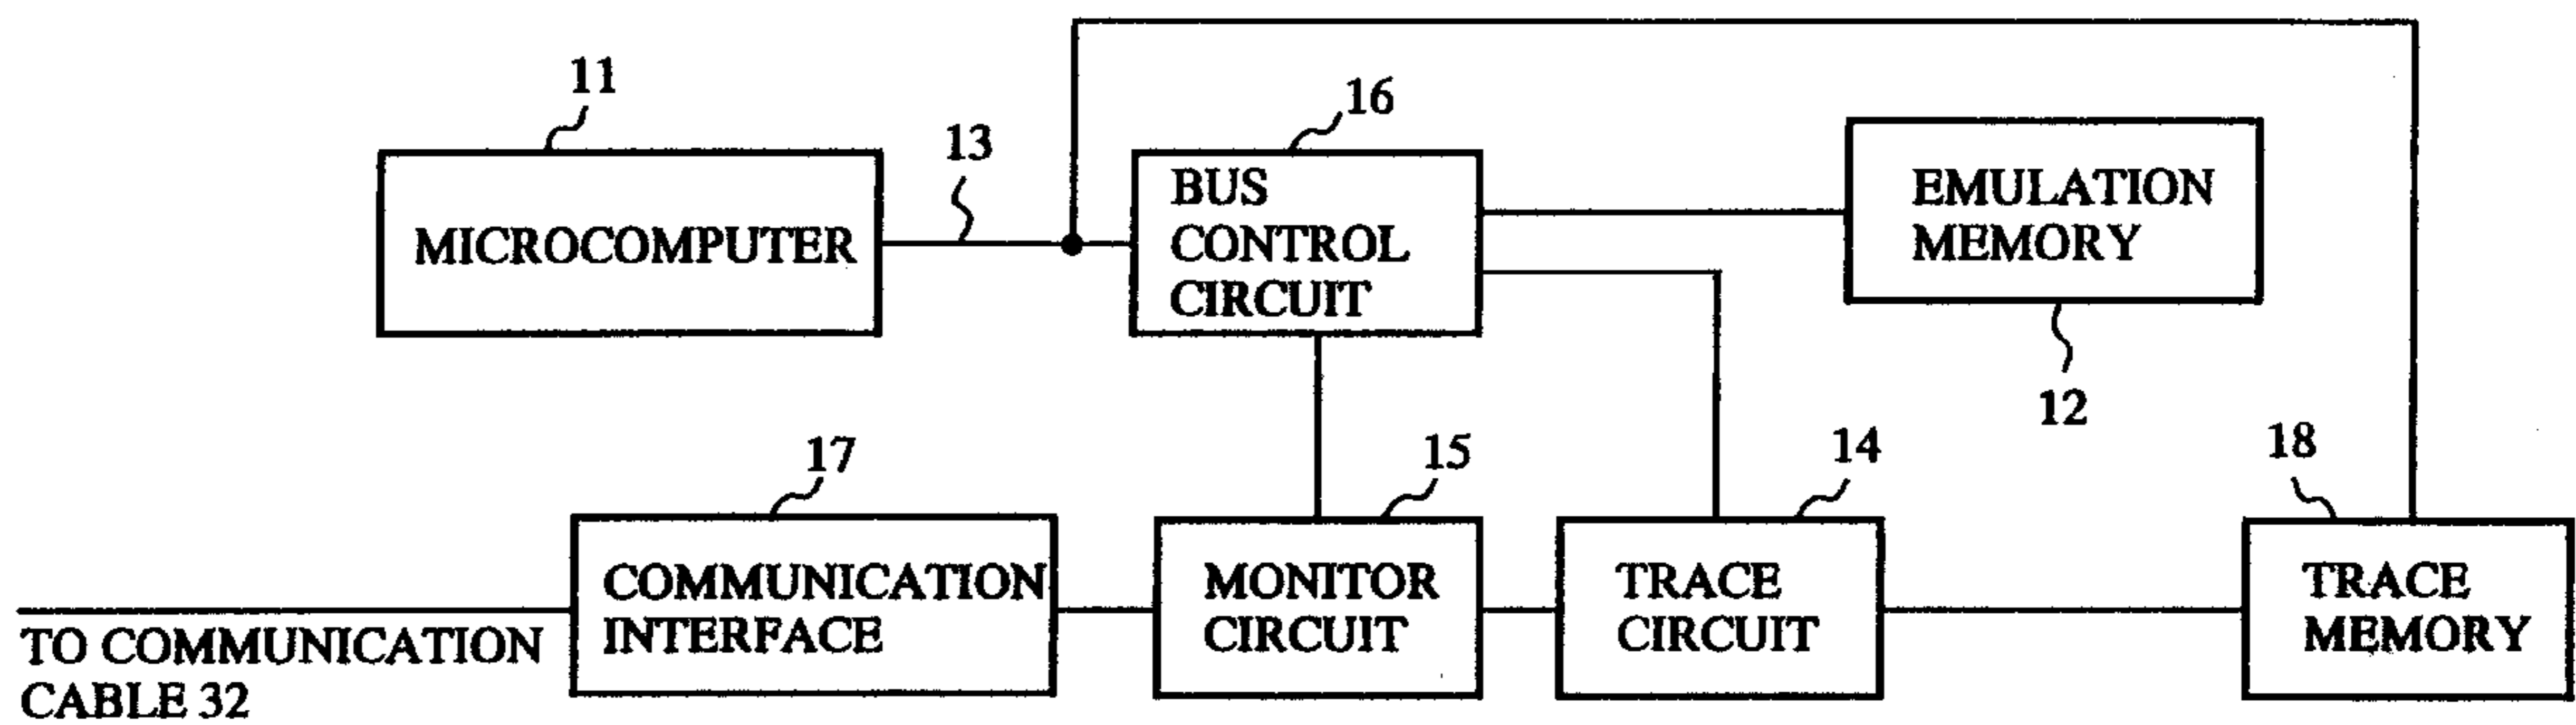 11
13
16
MICROCOMPUTER
BUS
CONTROL
CIRCUIT
EMULATION
MEMORY
12
17
15
14
18
COMMUNICATION
INTERFACE
MONITOR
CIRCUIT
TRACE
CIRCUIT
TRACE
MEMORY
TO COMMUNICATION
CABLE 32